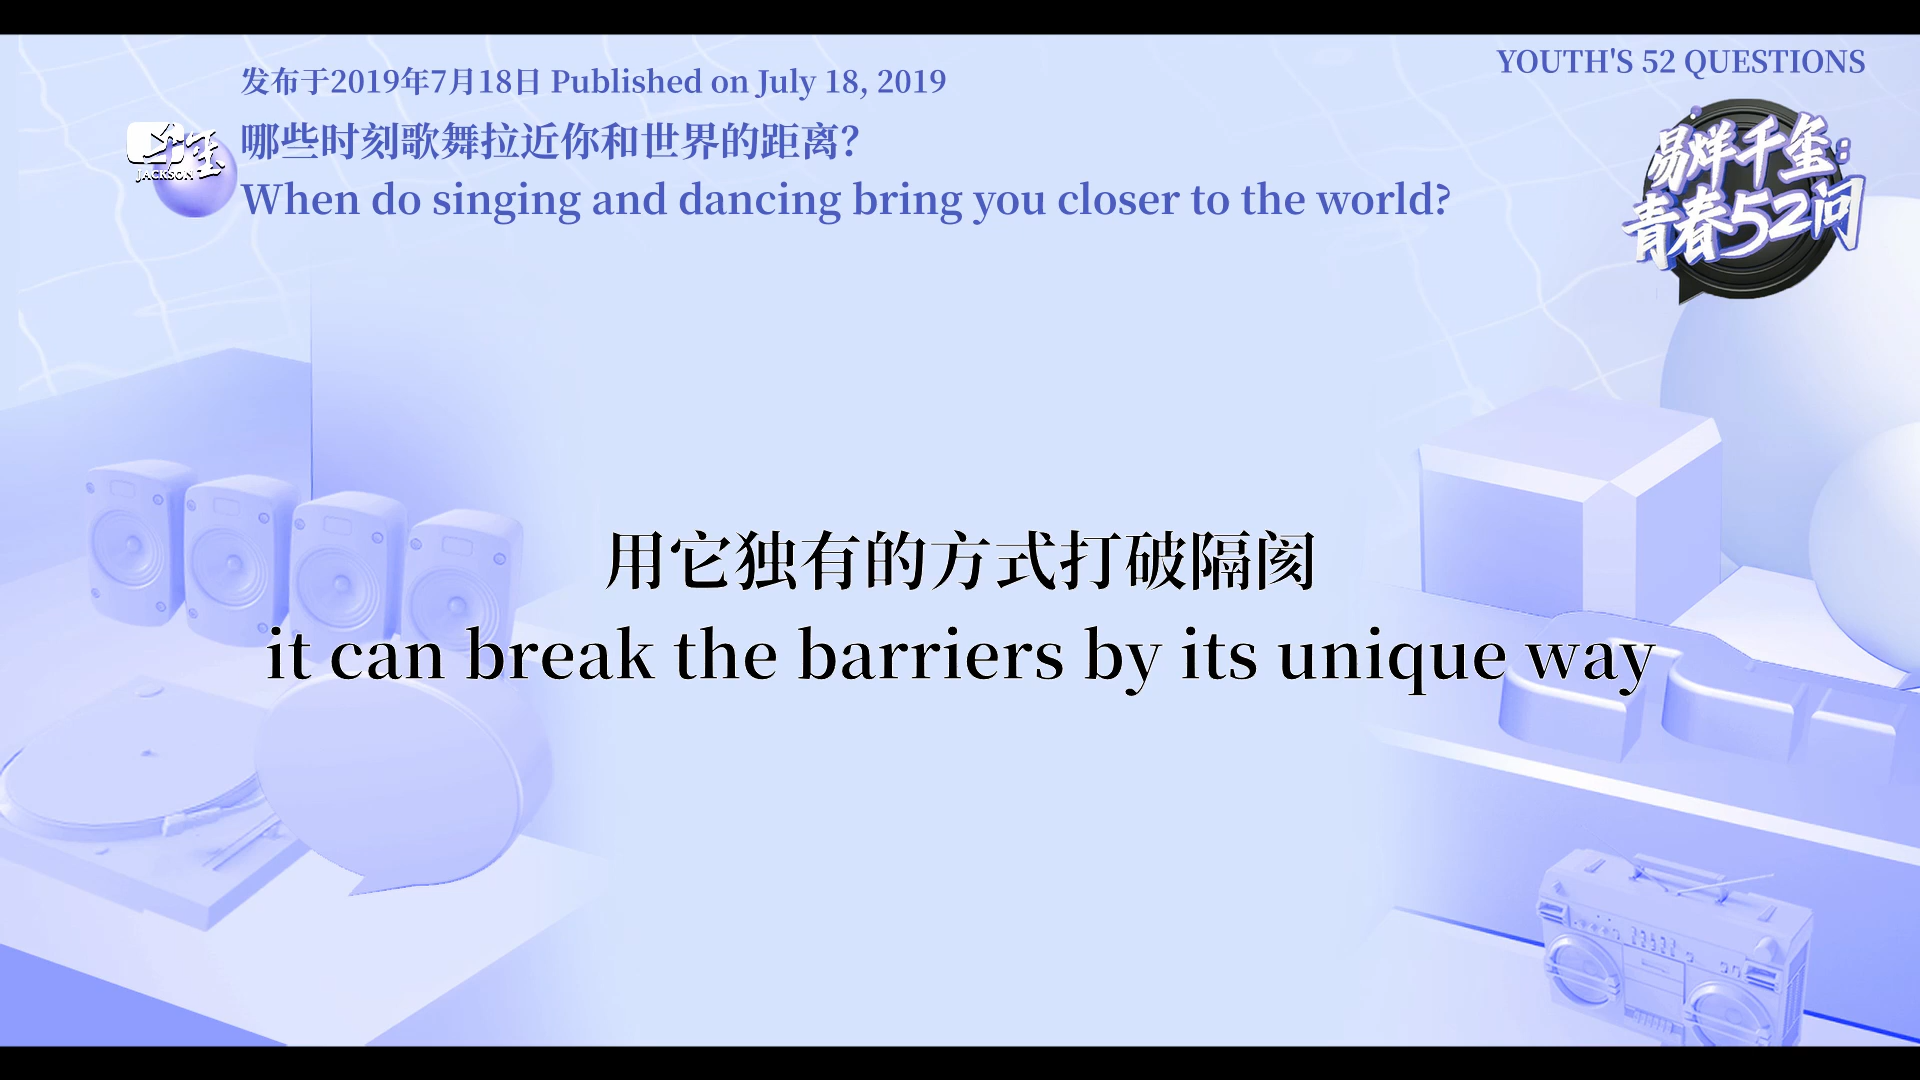 YOUTH'S 52 QUESTIONS
发布于2019年7月18日 Published on July 18, 2019
哪些时刻歌舞拉近你和世界的距离？
When do singing and dancing bring you closer to the world?
千玺
JACKSON
易烊千玺：
青春52问
用它独有的方式打破隔阂
it can break the barriers by its unique way